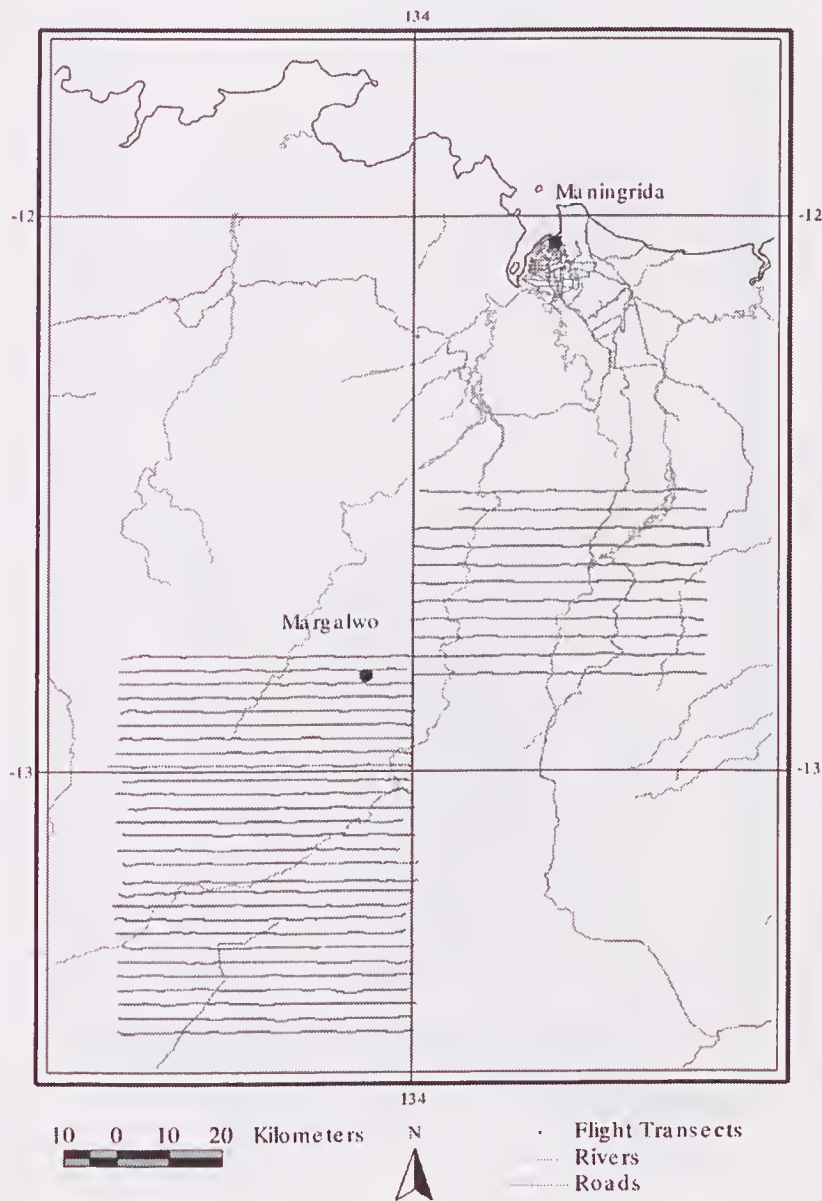 134
Maningrida
-12 -12
Margalwo
-13 -13
134
10 0 10 20 Kilometers
N
Flight Transects
Rivers
Roads